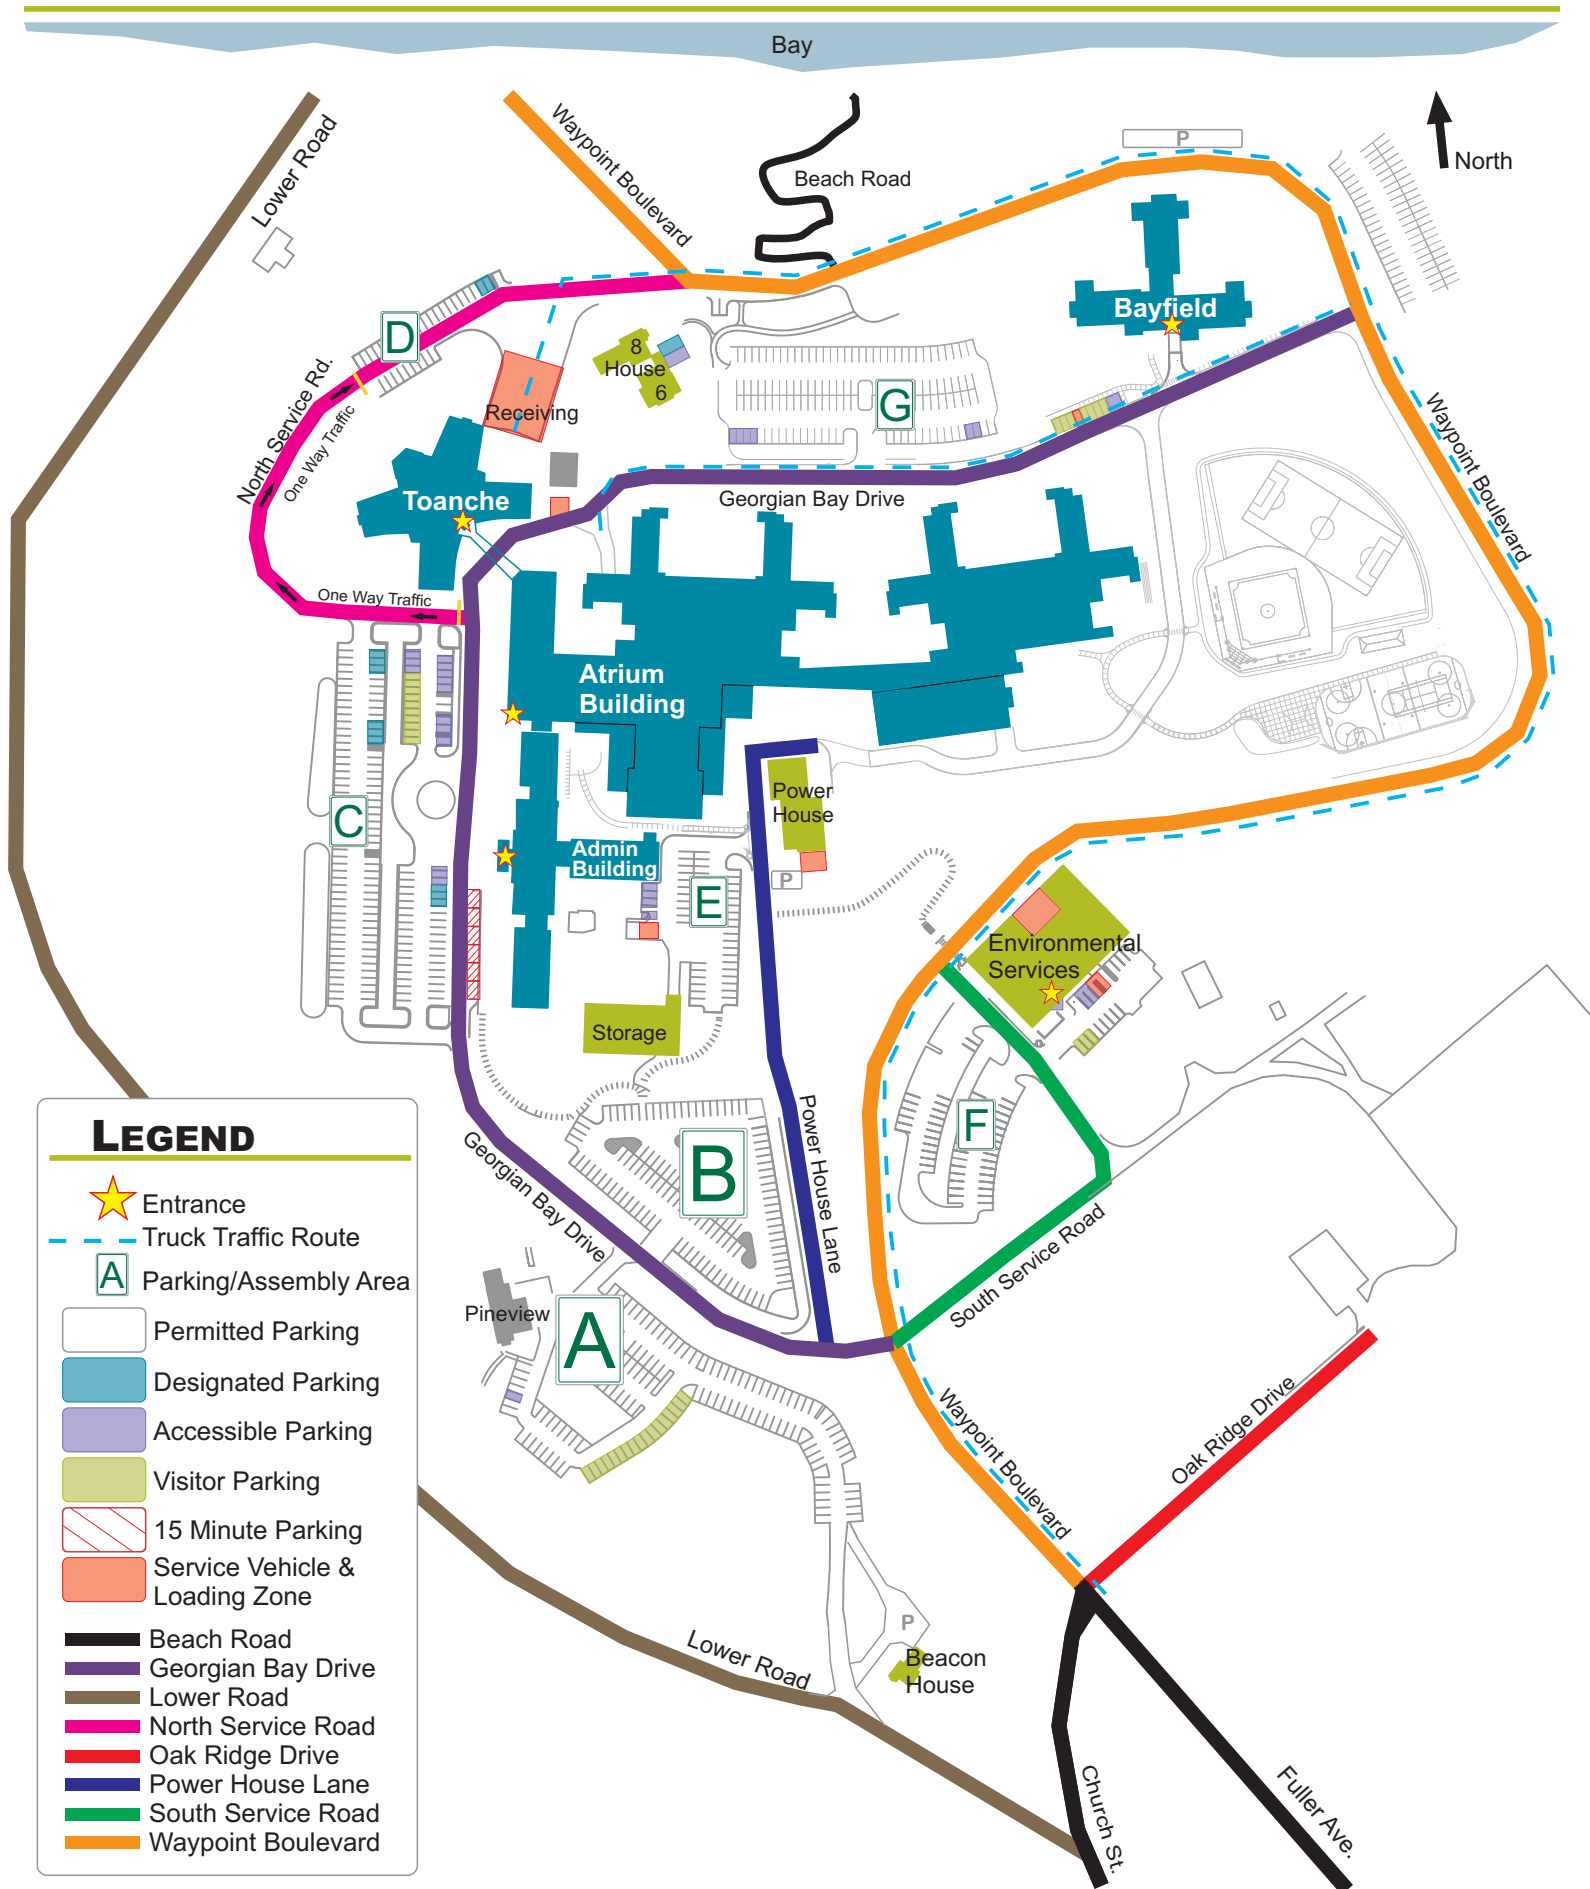 Bay
Waypoint Boulevard
Beach Road
P
North
Lower Road
D
8
House
6
Bayfield
Receiving
G
North Service Rd.
One Way Traffic
Toanche
Georgian Bay Drive
Waypoint Boulevard
One Way Traffic
Atrium
Building
C
Power
House
Admin
Building
P
E
Environmental
Services
Storage
F
B
Power House Lane
Georgian Bay Drive
South Service Road
Pineview
A
Waypoint Boulevard
Oak Ridge Drive
P
Beacon
House
Lower Road
Church St.
Fuller Ave.
LEGEND
Entrance
Truck Traffic Route
A Parking/Assembly Area
Permitted Parking
Designated Parking
Accessible Parking
Visitor Parking
15 Minute Parking
Service Vehicle &
Loading Zone
Beach Road
Georgian Bay Drive
Lower Road
North Service Road
Oak Ridge Drive
Power House Lane
South Service Road
Waypoint Boulevard